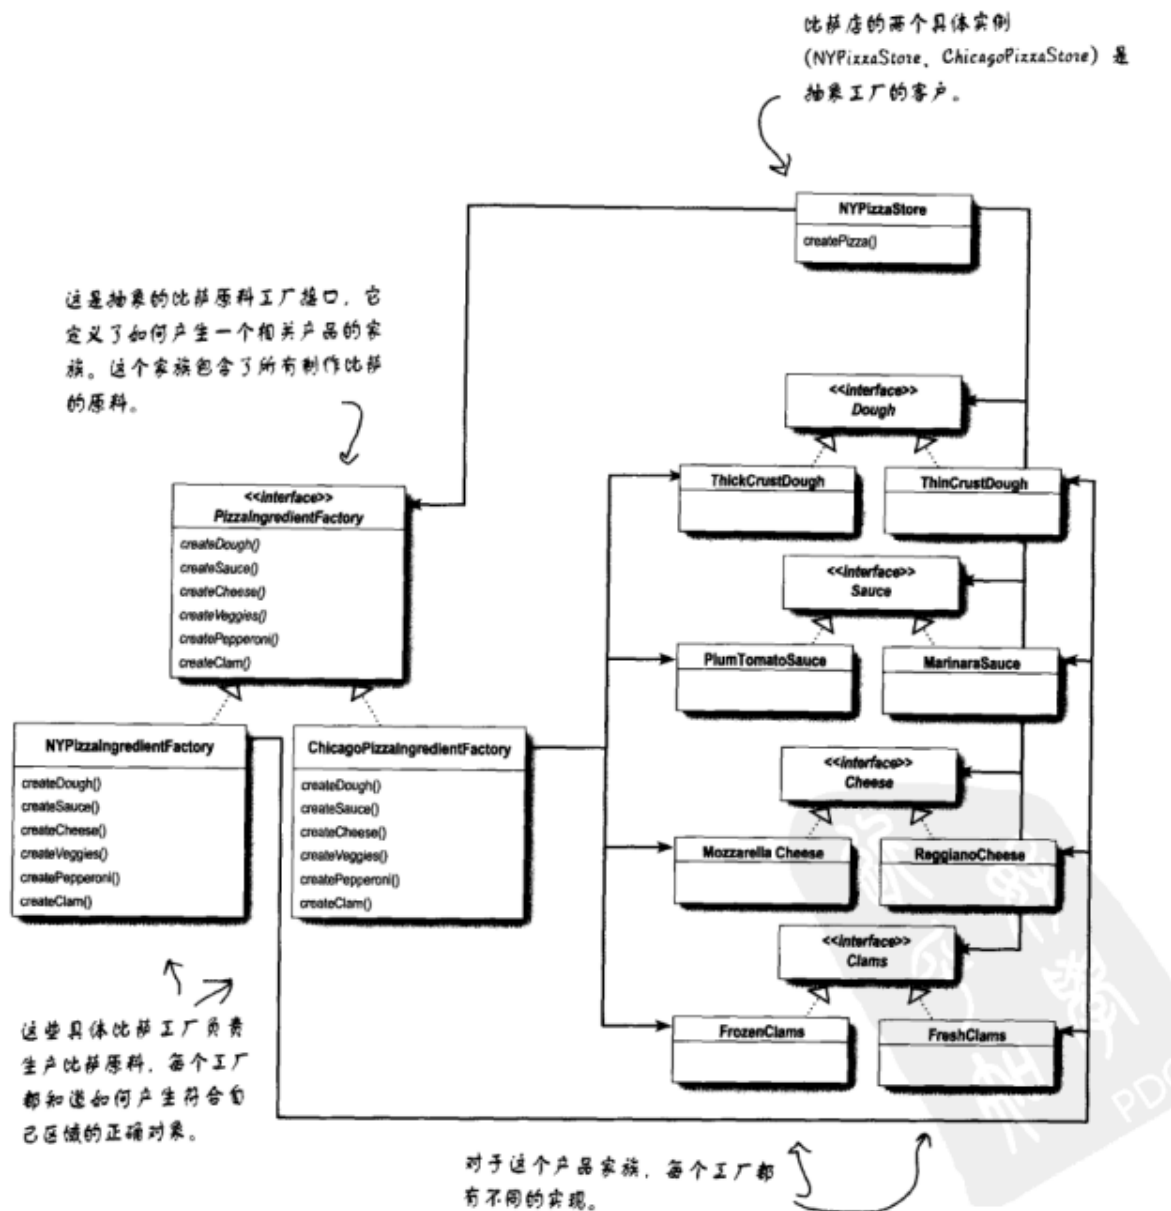 比萨店的两个具体实例
(NYPizzaStore、ChicagoPizzaStore) 是
抽象工厂的客户。
NYPizzaStore
createPizza()
这是抽象的比萨原料工厂接口，它
定义了如何产生一个相关产品的家
族。这个家族包含了所有制作比萨
的原料。
<<interface>>
Dough
ThickCrustDough
ThinCrustDough
<<interface>>
PizzaIngredientFactory
createDough()
createSauce()
createCheese()
createVeggies()
createPepperoni()
createClam()
<<interface>>
Sauce
PlumTomatoSauce
MarinaraSauce
NYPizzaIngredientFactory
createDough()
createSauce()
createCheese()
createVeggies()
createPepperoni()
createClam()
ChicagoPizzaIngredientFactory
createDough()
createSauce()
createCheese()
createVeggies()
createPepperoni()
createClam()
<<interface>>
Cheese
Mozzarella Cheese
ReggianoCheese
<<interface>>
Clams
FrozenClams
FreshClams
这些具体比萨工厂负责
生产比萨原料，每个工厂
都知道如何产生符合自
己区域的正确对象。
对于这个产品家族，每个工厂都
有不同的实现。
PDG